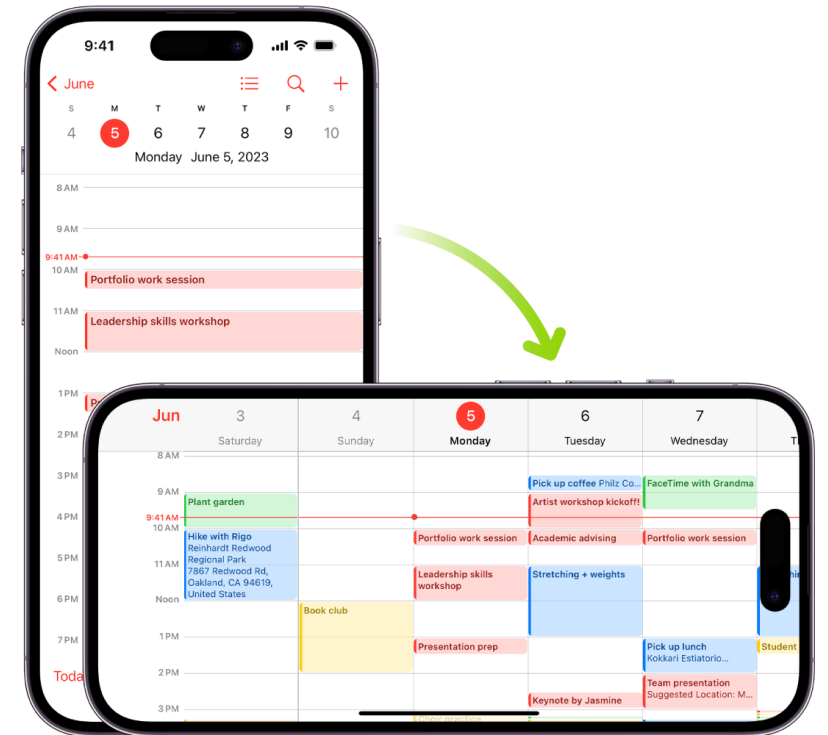 9:41
June
S M T W T F S
4 5 6 7 8 9 10
Monday June 5, 2023
8 AM
9 AM
9:41 AM
10 AM
Portfolio work session
11 AM
Leadership skills workshop
Noon
1 PM
2 PM
3 PM
4 PM
5 PM
6 PM
7 PM
Jun 3 4 5 6 7
Saturday Sunday Monday Tuesday Wednesday
8 AM
Pick up coffee Philz Co...
FaceTime with Grandma
9 AM
Plant garden
Artist workshop kickoff!
9:41 AM
10 AM
Hike with Rigo
Reinhardt Redwood
Regional Park
7867 Redwood Rd,
Oakland, CA 94619,
United States
Portfolio work session
Academic advising
Portfolio work session
11 AM
Leadership skills
workshop
Stretching + weights
Noon
Book club
1 PM
Presentation prep
Pick up lunch
Kokkari Estiatorio...
Student
2 PM
Team presentation
Suggested Location: M...
Keynote by Jasmine
3 PM
Choir practice